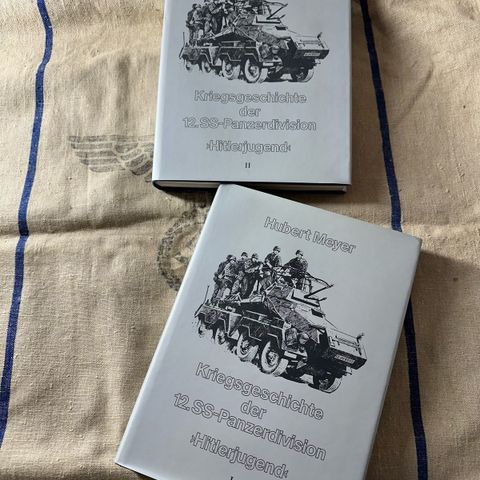 Kriegsgeschichte
der
12.SS-Panzerdivision
›Hitlerjugend‹
II
Hubert Meyer
Kriegsgeschichte
der
12.SS-Panzerdivision
›Hitlerjugend‹
I